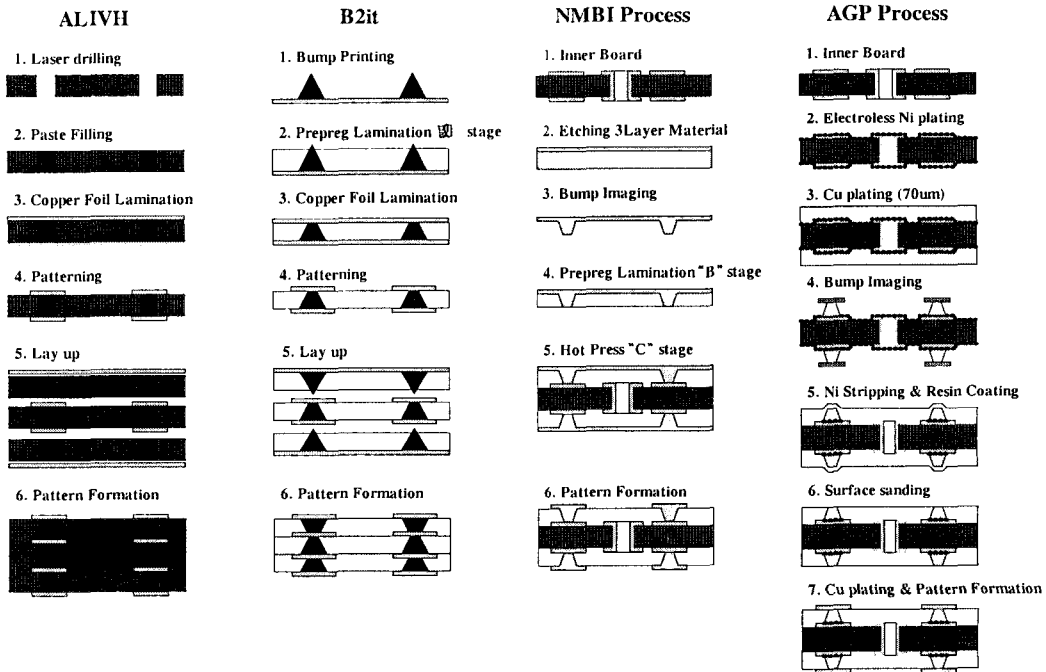 ALIVH
1. Laser drilling
2. Paste Filling
3. Copper Foil Lamination
4. Patterning
5. Lay up
6. Pattern Formation
B2it
1. Bump Printing
2. Prepreg Lamination stage
3. Copper Foil Lamination
4. Patterning
5. Lay up
6. Pattern Formation
NMBI Process
1. Inner Board
2. Etching 3Layer Material
3. Bump Imaging
4. Prepreg Lamination "B" stage
5. Hot Press "C" stage
6. Pattern Formation
AGP Process
1. Inner Board
2. Electroless Ni plating
3. Cu plating (70um)
4. Bump Imaging
5. Ni Stripping & Resin Coating
6. Surface sanding
7. Cu plating & Pattern Formation